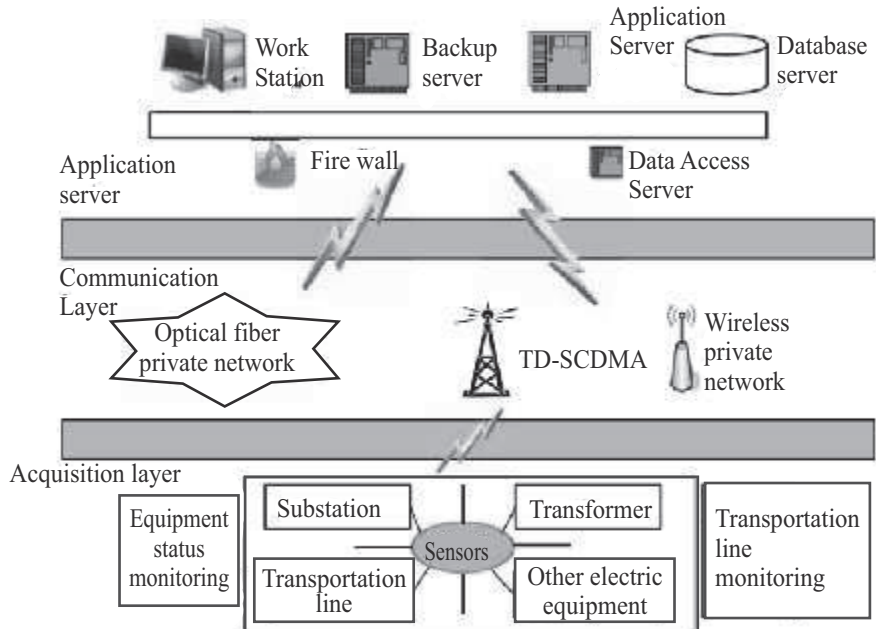 Work
Station
Backup
server
Application
Server
Database
server
Fire wall
Data Access
Server
Application
server
Communication
Layer
Optical fiber
private network
TD-SCDMA
Wireless
private
network
Acquisition layer
Equipment
status
monitoring
Substation
Transformer
Sensors
Transportation
line
Other electric
equipment
Transportation
line
monitoring